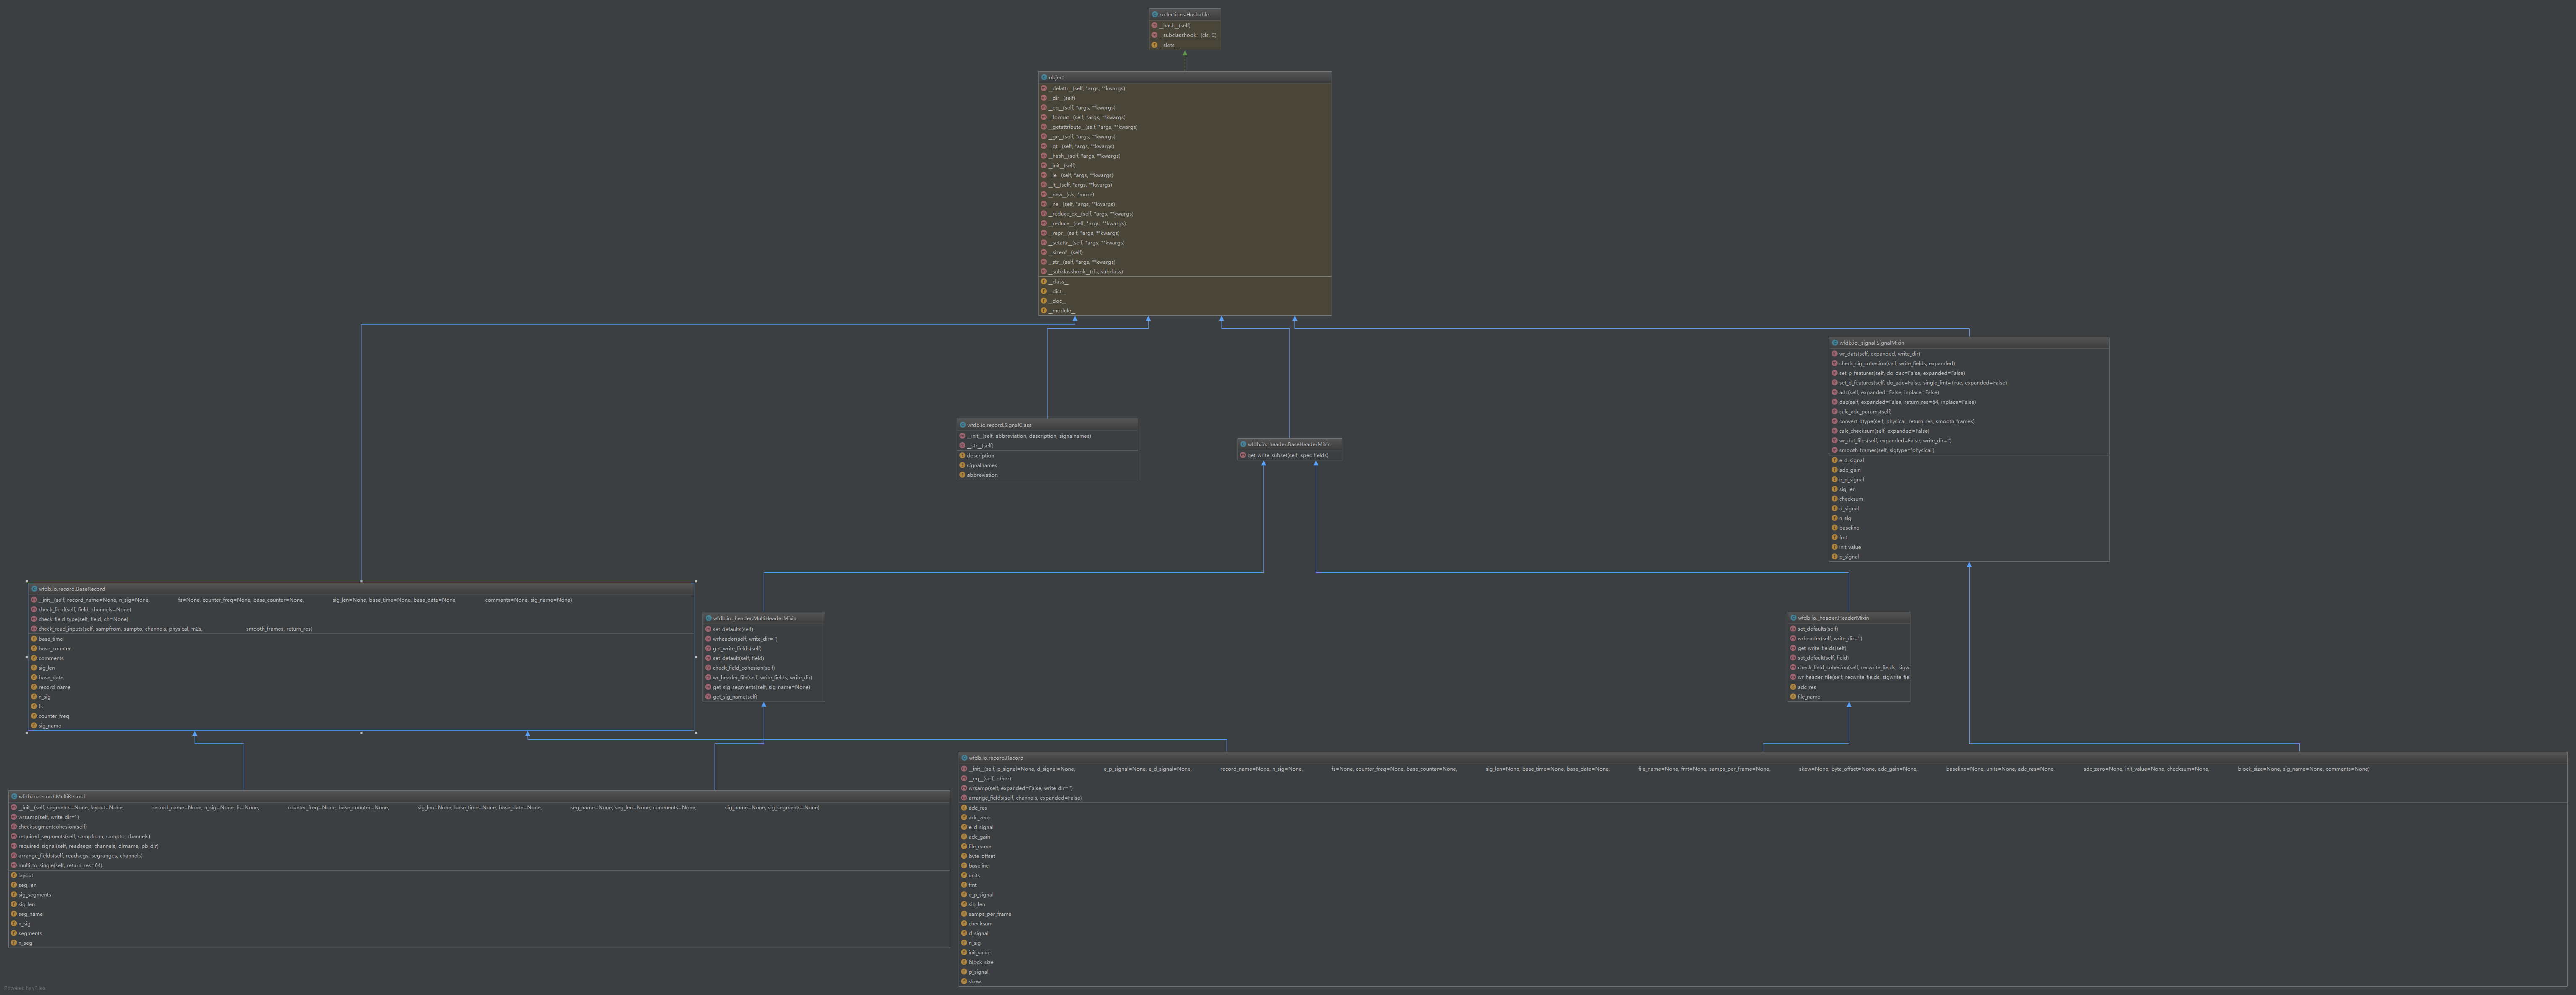 collections.Hashable
__hash__(self)
__subclasshook__(cls, C)
__slots__
object
__delattr__(self, *args, **kwargs)
__dir__(self)
__eq__(self, *args, **kwargs)
__format__(self, *args, **kwargs)
__getattribute__(self, *args, **kwargs)
__ge__(self, *args, **kwargs)
__gt__(self, *args, **kwargs)
__hash__(self, *args, **kwargs)
__init__(self)
__le__(self, *args, **kwargs)
__lt__(self, *args, **kwargs)
__new__(cls, *more)
__ne__(self, *args, **kwargs)
__reduce_ex__(self, *args, **kwargs)
__reduce__(self, *args, **kwargs)
__repr__(self, *args, **kwargs)
__setattr__(self, *args, **kwargs)
__sizeof__(self)
__str__(self, *args, **kwargs)
__subclasshook__(cls, subclass)
__class__
__dict__
__doc__
__module__
wfdb.io._signal.SignalMixin
wr_dats(self, expanded, write_dir)
check_sig_cohesion(self, write_fields, expanded)
set_p_features(self, do_dac=False, expanded=False)
set_d_features(self, do_adc=False, single_fmt=True, expanded=False)
adc(self, expanded=False, inplace=False)
dac(self, expanded=False, return_res=64, inplace=False)
calc_adc_params(self)
convert_dtype(self, physical, return_res, smooth_frames)
calc_checksum(self, expanded=False)
wr_dat_files(self, expanded=False, write_dir='')
smooth_frames(self, sigtype='physical')
e_d_signal
adc_gain
e_p_signal
sig_len
checksum
d_signal
n_sig
baseline
fmt
init_value
p_signal
wfdb.io.record.SignalClass
__init__(self, abbreviation, description, signalnames)
__str__(self)
description
signalnames
abbreviation
wfdb.io._header.BaseHeaderMixin
get_write_subset(self, spec_fields)
wfdb.io.record.BaseRecord
__init__(self, record_name=None, n_sig=None, fs=None, counter_freq=None, base_counter=None, sig_len=None, base_time=None, base_date=None, comments=None, sig_name=None)
check_field(self, field, channels=None)
check_field_type(self, field, ch=None)
check_read_inputs(self, sampfrom, sampto, channels, physical, m2s, smooth_frames, return_res)
base_time
base_counter
comments
sig_len
base_date
record_name
n_sig
fs
counter_freq
sig_name
wfdb.io._header.MultiHeaderMixin
set_defaults(self)
wrheader(self, write_dir='')
get_write_fields(self)
set_default(self, field)
check_field_cohesion(self)
wr_header_file(self, write_fields, write_dir)
get_sig_segments(self, sig_name=None)
get_sig_name(self)
wfdb.io._header.HeaderMixin
set_defaults(self)
wrheader(self, write_dir='')
get_write_fields(self)
set_default(self, field)
check_field_cohesion(self, recwrite_fields, sigw
wr_header_file(self, recwrite_fields, sigwrite_fiel
adc_res
file_name
wfdb.io.record.MultiRecord
__init__(self, segments=None, layout=None, record_name=None, n_sig=None, fs=None, counter_freq=None, base_counter=None, sig_len=None, base_time=None, base_date=None, seg_name=None, seg_len=None, comments=None, sig_name=None, sig_segments=None)
wrsamp(self, write_dir='')
checksegmentcohesion(self)
required_segments(self, sampfrom, sampto, channels)
required_signal(self, readsegs, channels, dirname, pb_dir)
arrange_fields(self, readsegs, segranges, channels)
multi_to_single(self, return_res=64)
layout
seg_len
sig_segments
sig_len
seg_name
n_sig
segments
n_seg
wfdb.io.record.Record
__init__(self, p_signal=None, d_signal=None, e_p_signal=None, e_d_signal=None, record_name=None, n_sig=None, fs=None, counter_freq=None, base_counter=None, sig_len=None, base_time=None, base_date=None, file_name=None, fmt=None, samps_per_frame=None, skew=None, byte_offset=None, adc_gain=None, baseline=None, units=None, adc_res=None, adc_zero=None, init_value=None, checksum=None, block_size=None, sig_name=None, comments=None)
__eq__(self, other)
wrsamp(self, expanded=False, write_dir='')
arrange_fields(self, channels, expanded=False)
adc_res
adc_zero
e_d_signal
adc_gain
file_name
byte_offset
baseline
units
fmt
e_p_signal
sig_len
samps_per_frame
checksum
d_signal
n_sig
init_value
block_size
p_signal
skew
Powered by yFiles